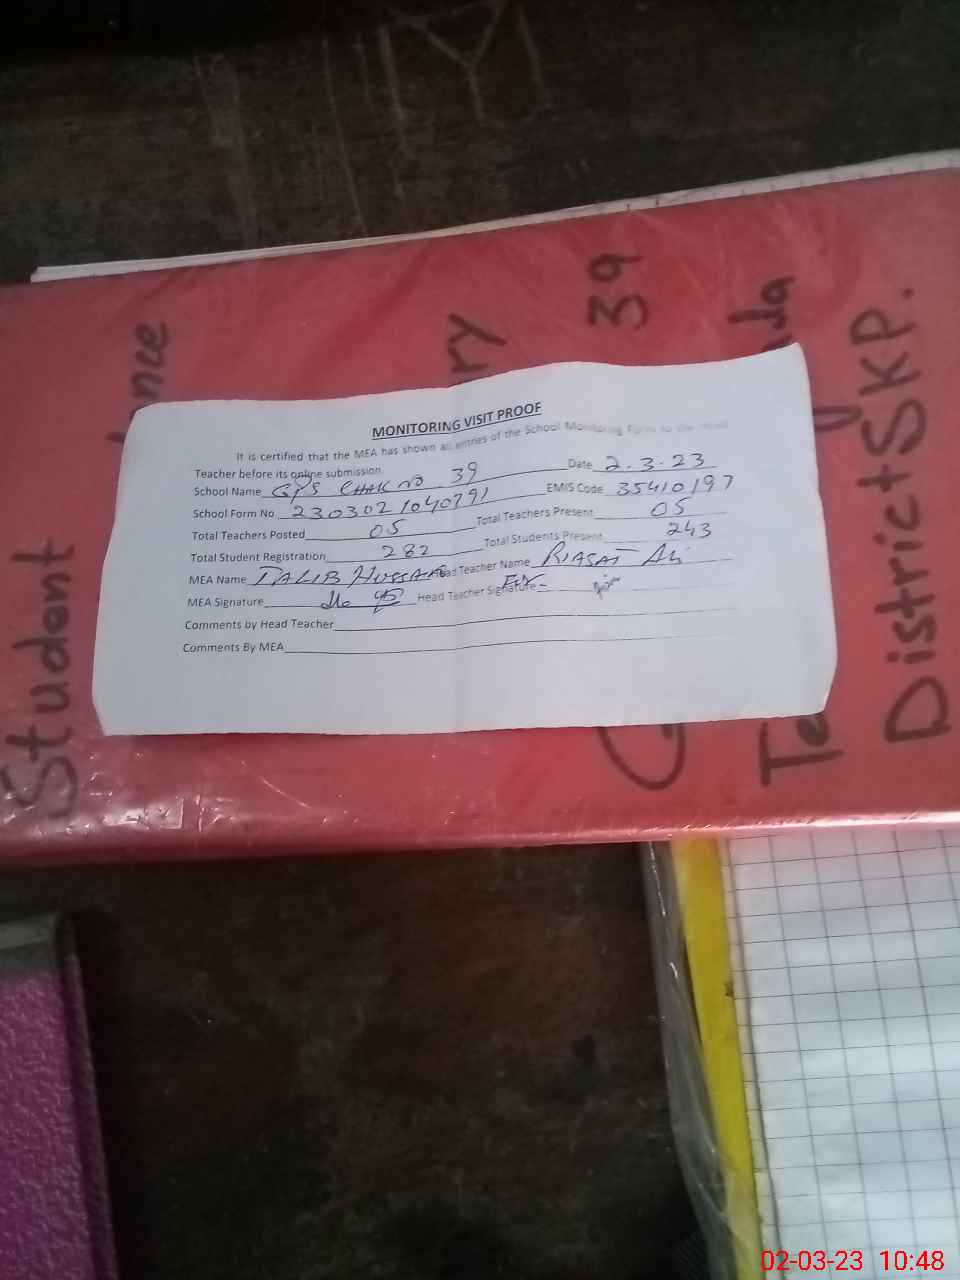 MONITORING VISIT PROOF
It is certified that the MEA has shown all entries of the School Monitoring Form to the Head
Teacher before its online submission
School Name GPS CHAK NO 39 Date 2.3.23
School Form No. 230302 1040791 EMIS Code 35410197
Total Teachers Posted 05 Total Teachers Present 05
Total Student Registration 282 Total Students Present 243
MEA Name TALIB HUSSAIN Head Teacher Name RIASAT Ali
MEA Signature Head Teacher Signature
Comments by Head Teacher
Comments By MEA
Student
39
District SKP.
02-03-23 10:48